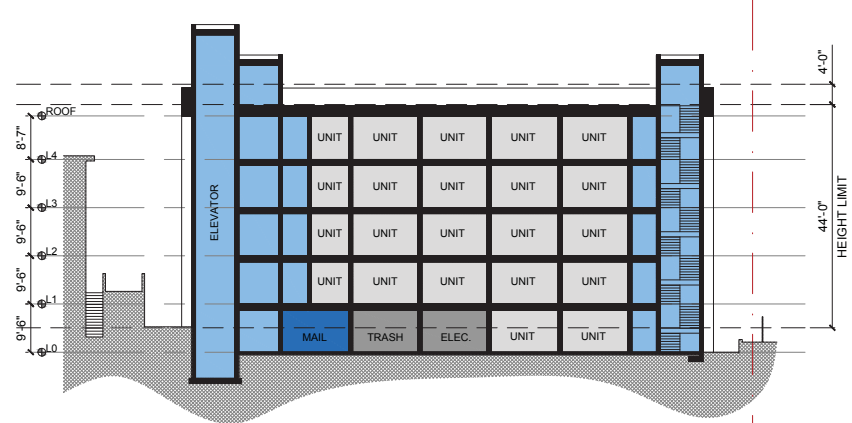 4'-0"
ROOF
8'-7"
UNIT UNIT UNIT UNIT UNIT
L4
9'-6"
UNIT UNIT UNIT UNIT UNIT
ELEVATOR
L3
44'-0"
HEIGHT LIMIT
9'-6"
UNIT UNIT UNIT UNIT UNIT
L2
9'-6"
UNIT UNIT UNIT UNIT UNIT
L1
9'-6"
MAIL TRASH ELEC. UNIT UNIT
L0